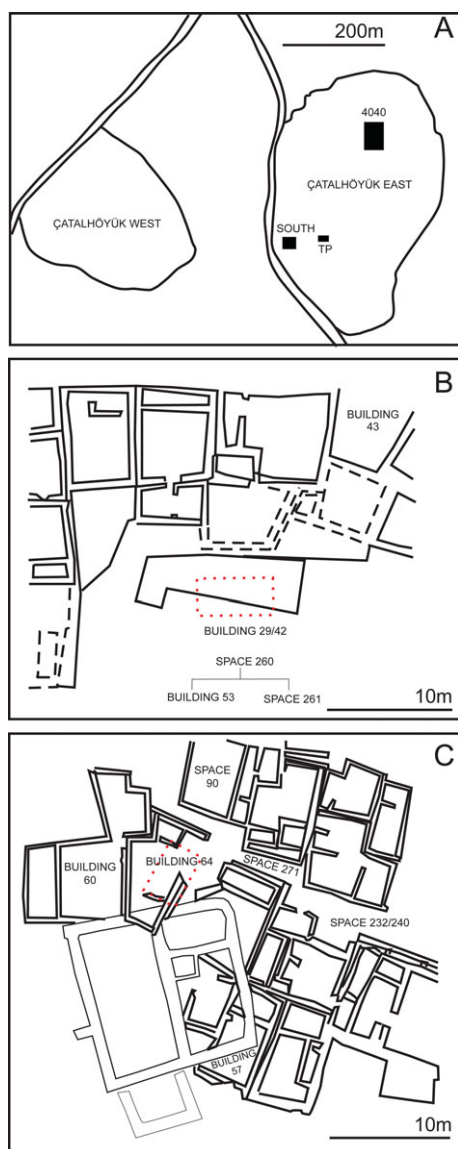 A
200m
4040
ÇATALHÖYÜK EAST
ÇATALHÖYÜK WEST
SOUTH
TP
B
BUILDING
43
BUILDING 29/42
SPACE 260
BUILDING 53
SPACE 261
10m
C
SPACE
90
BUILDING
60
BUILDING 64
SPACE 271
SPACE 232/240
BUILDING
57
10m